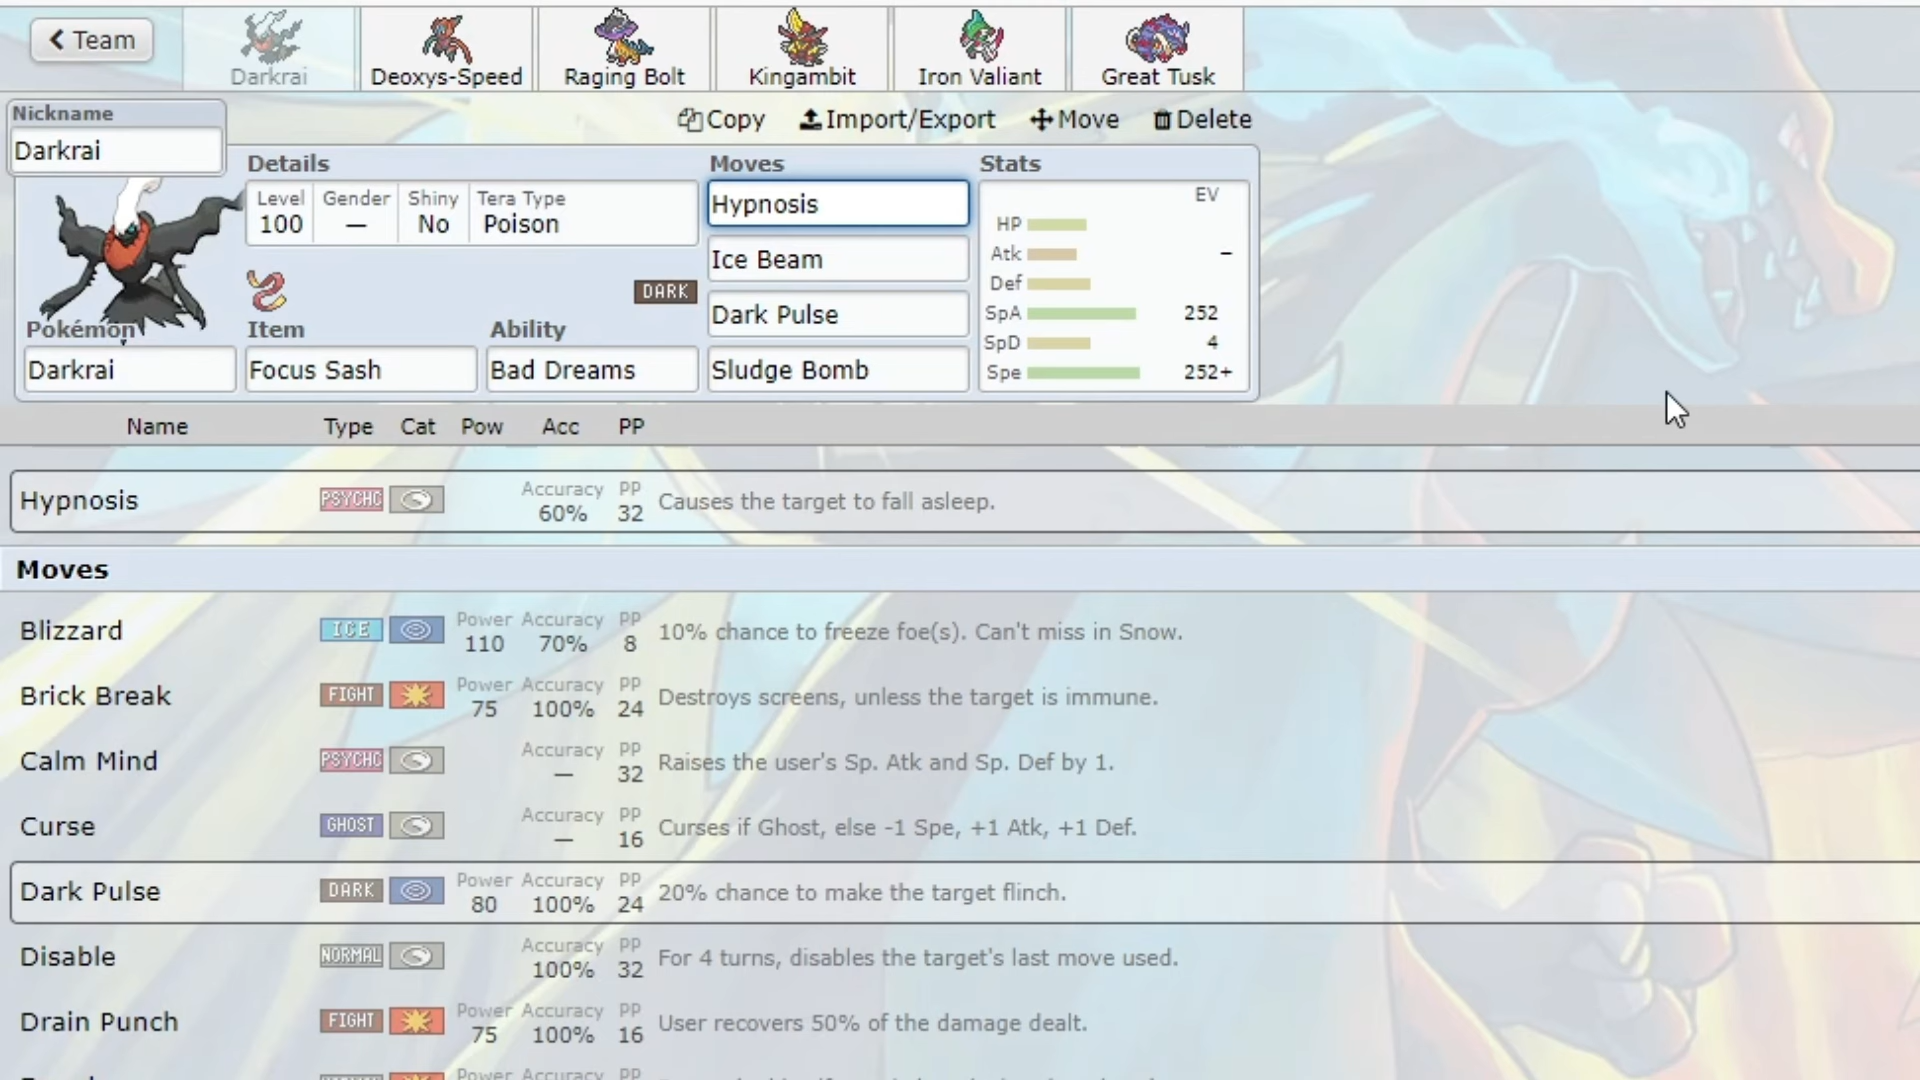 Team
Darkrai
Deoxys-Speed
Raging Bolt
Kingambit
Iron Valiant
Great Tusk
Copy Import/Export Move Delete
Nickname
Darkrai
Details
Level Gender Shiny Tera Type
100 — No Poison
DARK
Pokémon
Darkrai
Item
Focus Sash
Ability
Bad Dreams
Moves
Hypnosis
Ice Beam
Dark Pulse
Sludge Bomb
Stats
EV
HP
Atk –
Def
SpA 252
SpD 4
Spe 252+
Name Type Cat Pow Acc PP
Hypnosis PSYCHC Accuracy 60% PP 32 Causes the target to fall asleep.
Moves
Blizzard ICE Power 110 Accuracy 70% PP 8 10% chance to freeze foe(s). Can't miss in Snow.
Brick Break FIGHT Power 75 Accuracy 100% PP 24 Destroys screens, unless the target is immune.
Calm Mind PSYCHC Accuracy — PP 32 Raises the user's Sp. Atk and Sp. Def by 1.
Curse GHOST Accuracy — PP 16 Curses if Ghost, else -1 Spe, +1 Atk, +1 Def.
Dark Pulse DARK Power 80 Accuracy 100% PP 24 20% chance to make the target flinch.
Disable NORMAL Accuracy 100% PP 32 For 4 turns, disables the target's last move used.
Drain Punch FIGHT Power 75 Accuracy 100% PP 16 User recovers 50% of the damage dealt.
Power Accuracy PP